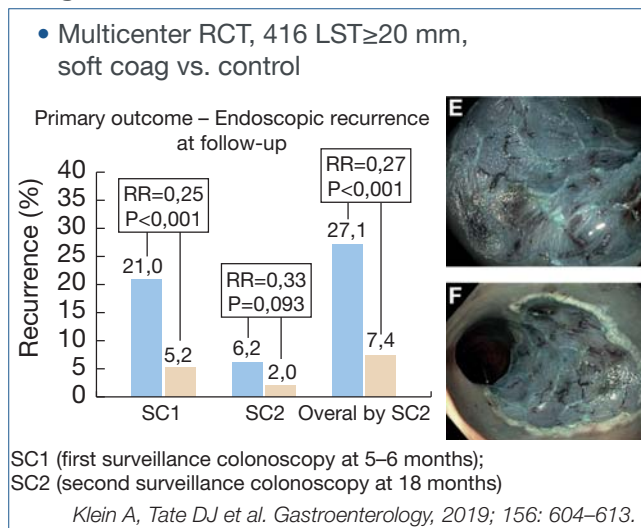 • Multicenter RCT, 416 LST≥20 mm,
soft coag vs. control
Primary outcome – Endoscopic recurrence
at follow-up
Recurrence (%)
40
35
30
25
20
15
10
5
0
RR=0,25
P<0,001
21,0
5,2
RR=0,33
P=0,093
6,2
2,0
RR=0,27
P<0,001
27,1
7,4
SC1
SC2
Overal by SC2
E
F
SC1 (first surveillance colonoscopy at 5–6 months);
SC2 (second surveillance colonoscopy at 18 months)
Klein A, Tate DJ et al. Gastroenterology, 2019; 156: 604–613.